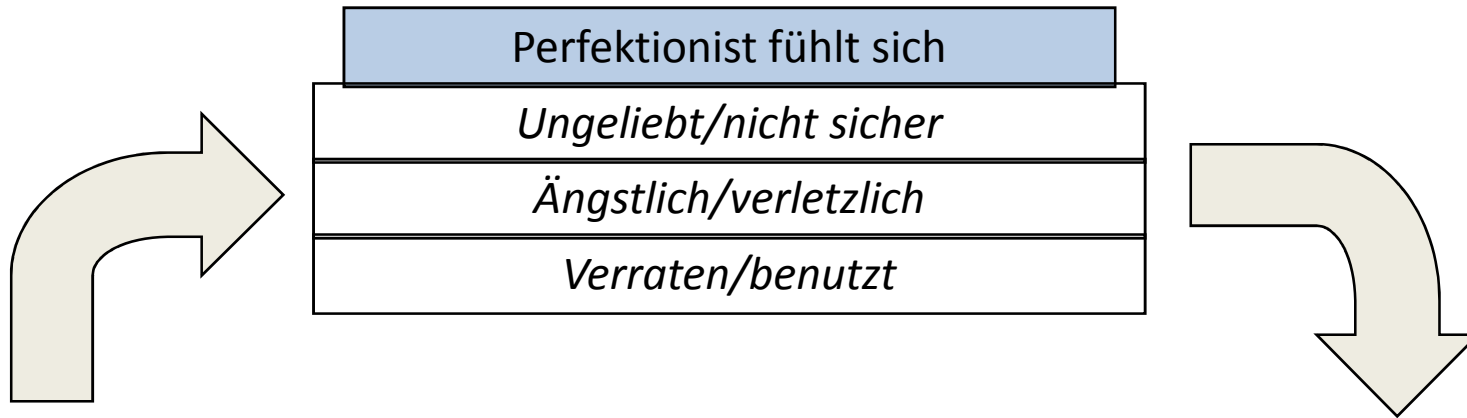 Perfektionist fühlt sich
Ungeliebt/nicht sicher
Ängstlich/verletzlich
Verraten/benutzt